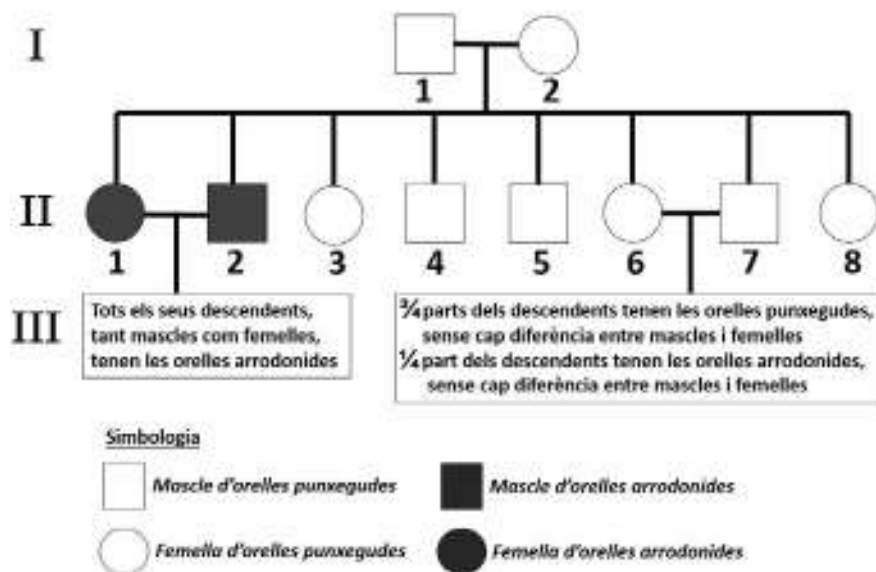 I
1 2
II
1 2 3 4 5 6 7 8
III
Tots els seus descendents,
tant mascles com femelles,
tenen les orelles arrodonides
¾ parts dels descendents tenen les orelles punxegudes,
sense cap diferència entre mascles i femelles
¼ part dels descendents tenen les orelles arrodonides,
sense cap diferència entre mascles i femelles
Simbologia
Mascle d'orelles punxegudes
Mascle d'orelles arrodonides
Femella d'orelles punxegudes
Femella d'orelles arrodonides